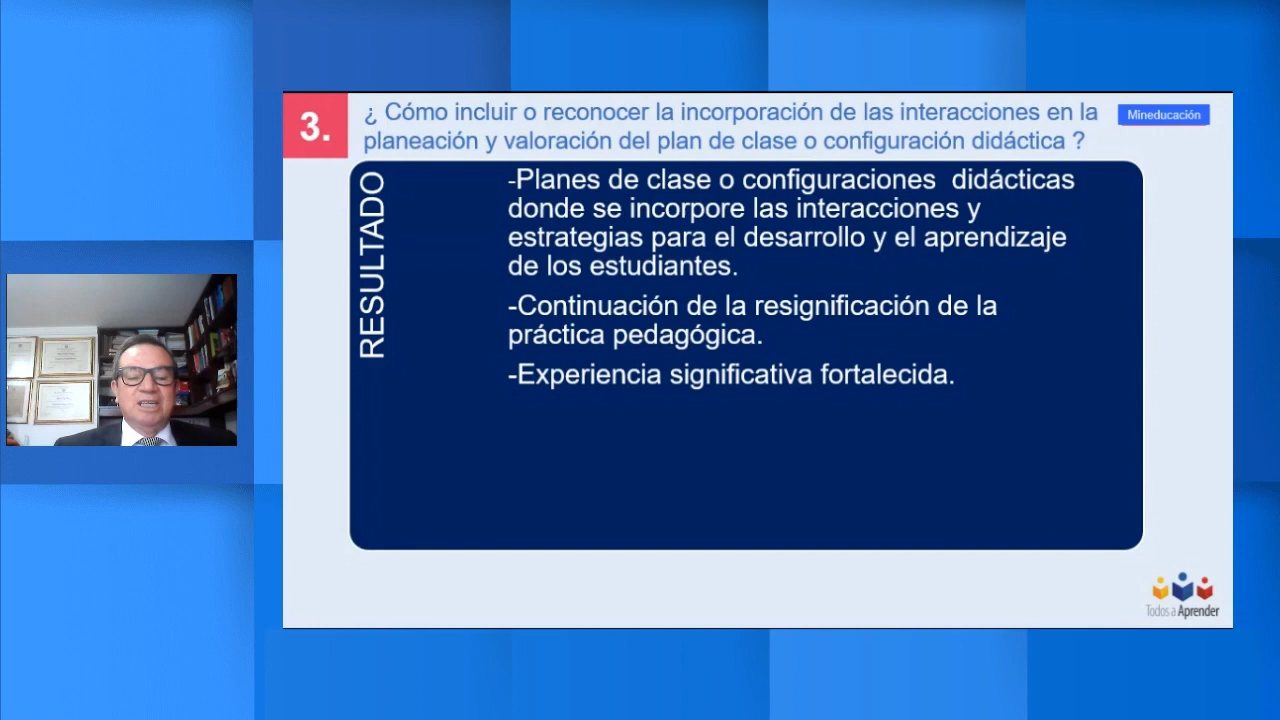 3.
¿ Cómo incluir o reconocer la incorporación de las interacciones en la
planeación y valoración del plan de clase o configuración didáctica ?
Mineducación
RESULTADO
-Planes de clase o configuraciones didácticas
donde se incorpore las interacciones y
estrategias para el desarrollo y el aprendizaje
de los estudiantes.
-Continuación de la resignificación de la
práctica pedagógica.
-Experiencia significativa fortalecida.
Todos a Aprender